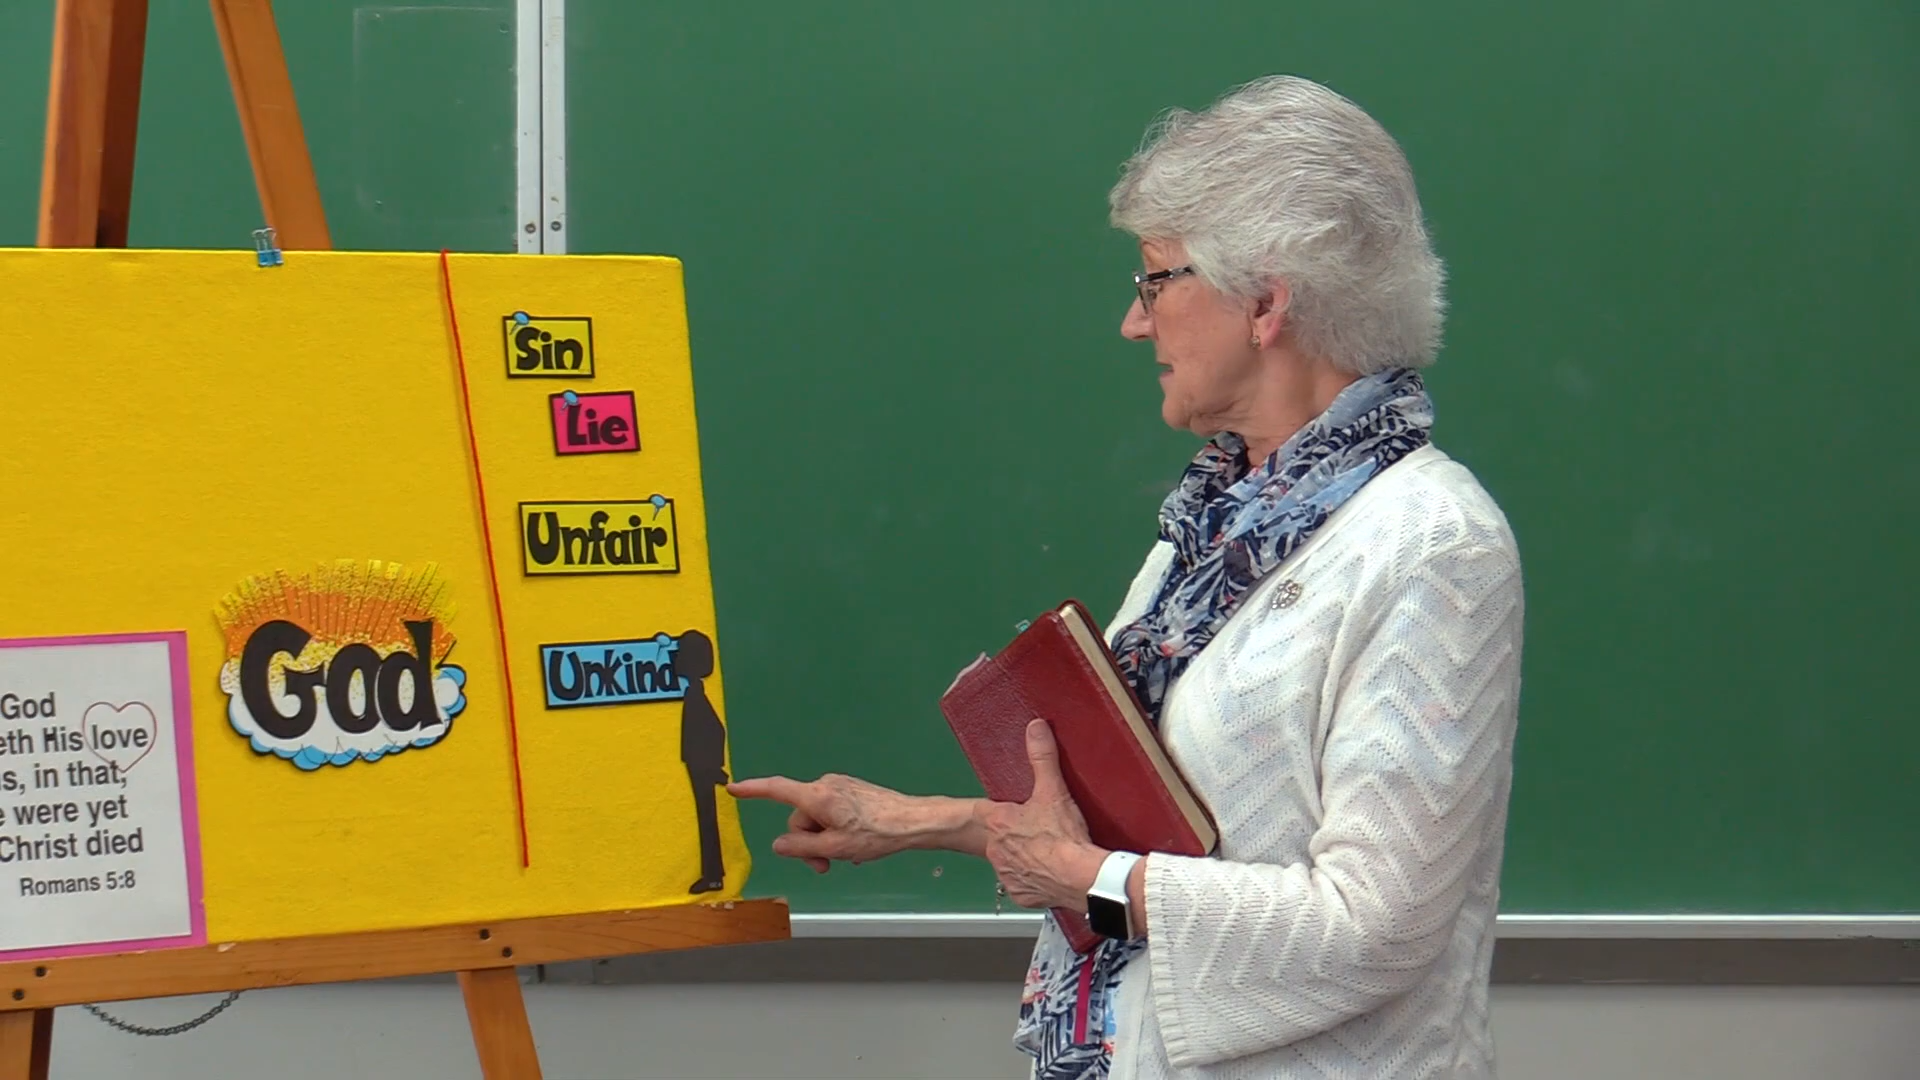 Sin
Lie
Unfair
God
Unkind
God
eth His love
s, in that,
were yet
Christ died
Romans 5:8